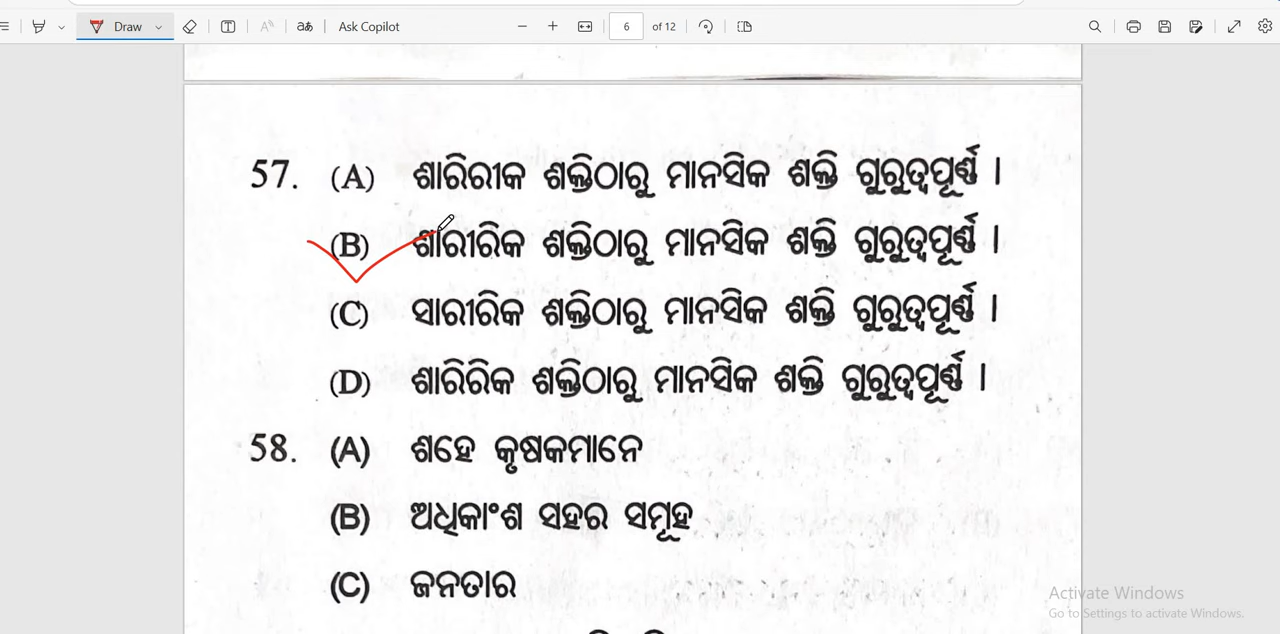 Draw
A
aあ
Ask Copilot
6
of 12
57. (A) ଶାରିରୀକ ଶକ୍ତିଠାରୁ ମାନସିକ ଶକ୍ତି ଗୁରୁତ୍ୱପୂର୍ଣ୍ଣ ।
(B) ଶାରୀରିକ ଶକ୍ତିଠାରୁ ମାନସିକ ଶକ୍ତି ଗୁରୁତ୍ୱପୂର୍ଣ୍ଣ ।
(C) ସାରୀରିକ ଶକ୍ତିଠାରୁ ମାନସିକ ଶକ୍ତି ଗୁରୁତ୍ୱପୂର୍ଣ୍ଣ ।
(D) ଶାରିରିକ ଶକ୍ତିଠାରୁ ମାନସିକ ଶକ୍ତି ଗୁରୁତ୍ୱପୂର୍ଣ୍ଣ ।
58. (A) ଶହେ କୃଷକମାନେ
(B) ଅଧିକାଂଶ ସହର ସମୂହ
(C) ଜନତାର
Activate Windows
Go to Settings to activate Windows.